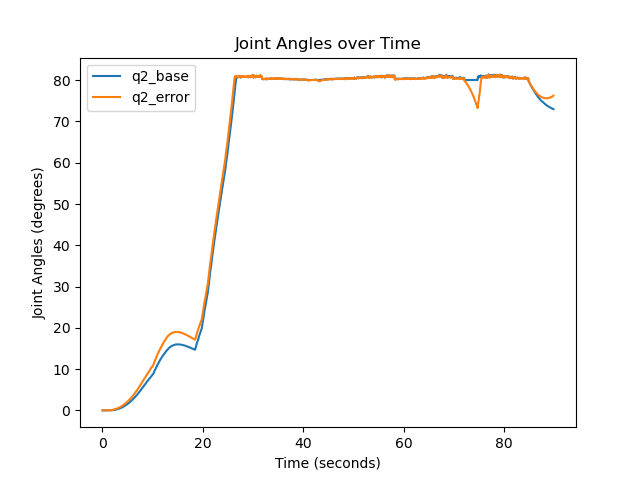 Joint Angles over Time
q2_base
q2_error
Joint Angles (degrees)
80
70
60
50
40
30
20
10
0
0 20 40 60 80
Time (seconds)